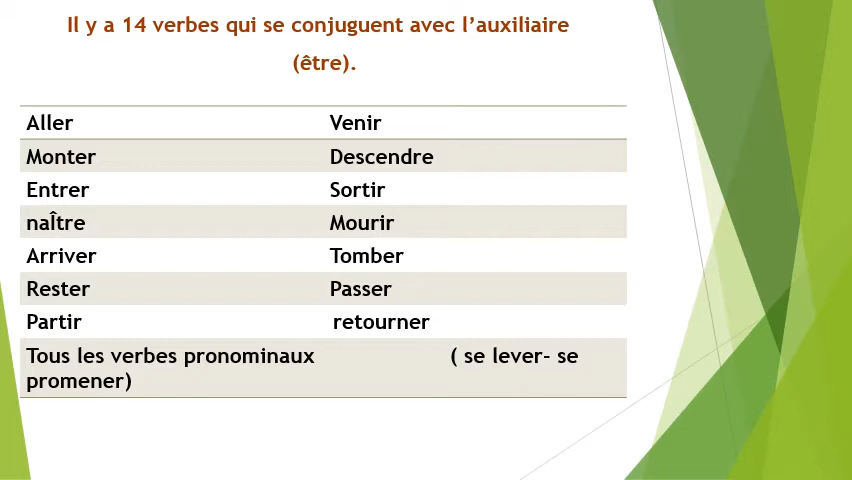 Il y a 14 verbes qui se conjuguent avec l’auxiliaire
(être).
Aller Venir
Monter Descendre
Entrer Sortir
naÎtre Mourir
Arriver Tomber
Rester Passer
Partir retourner
Tous les verbes pronominaux ( se lever- se
promener)